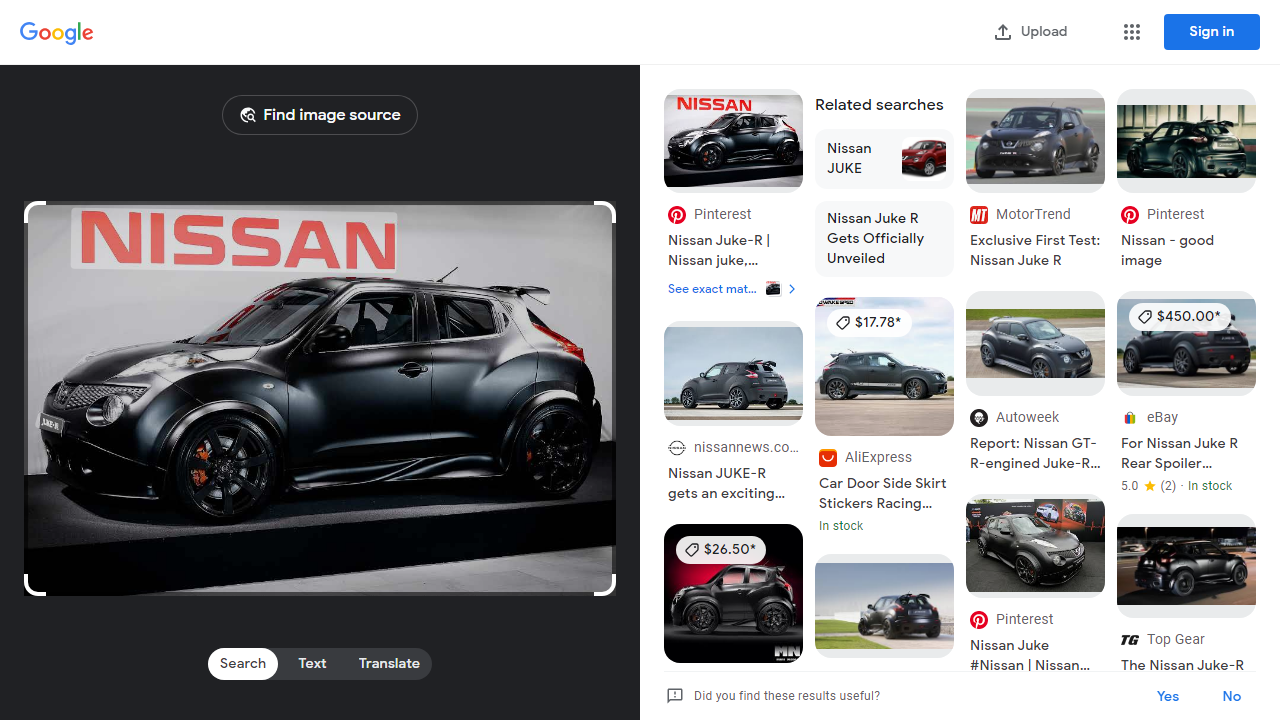 Google
Upload
Sign in
Find image source
NISSAN
JUKE-R
Search
Text
Translate
NISSAN
Pinterest
Nissan Juke-R |
Nissan juke,...
See exact mat...
nissannews.co...
Nissan JUKE-R
gets an exciting...
$26.50*
MN
Related searches
Nissan
JUKE
Nissan Juke R
Gets Officially
Unveiled
$17.78*
AliExpress
Car Door Side Skirt
Stickers Racing...
In stock
MT
MotorTrend
Exclusive First Test:
Nissan Juke R
Autoweek
Report: Nissan GT-
R-engined Juke-R...
Pinterest
Nissan Juke
#Nissan | Nissan...
Pinterest
Nissan - good
image
$450.00*
eBay
For Nissan Juke R
Rear Spoiler...
5.0 (2) · In stock
TG
Top Gear
The Nissan Juke-R
Did you find these results useful?
Yes
No